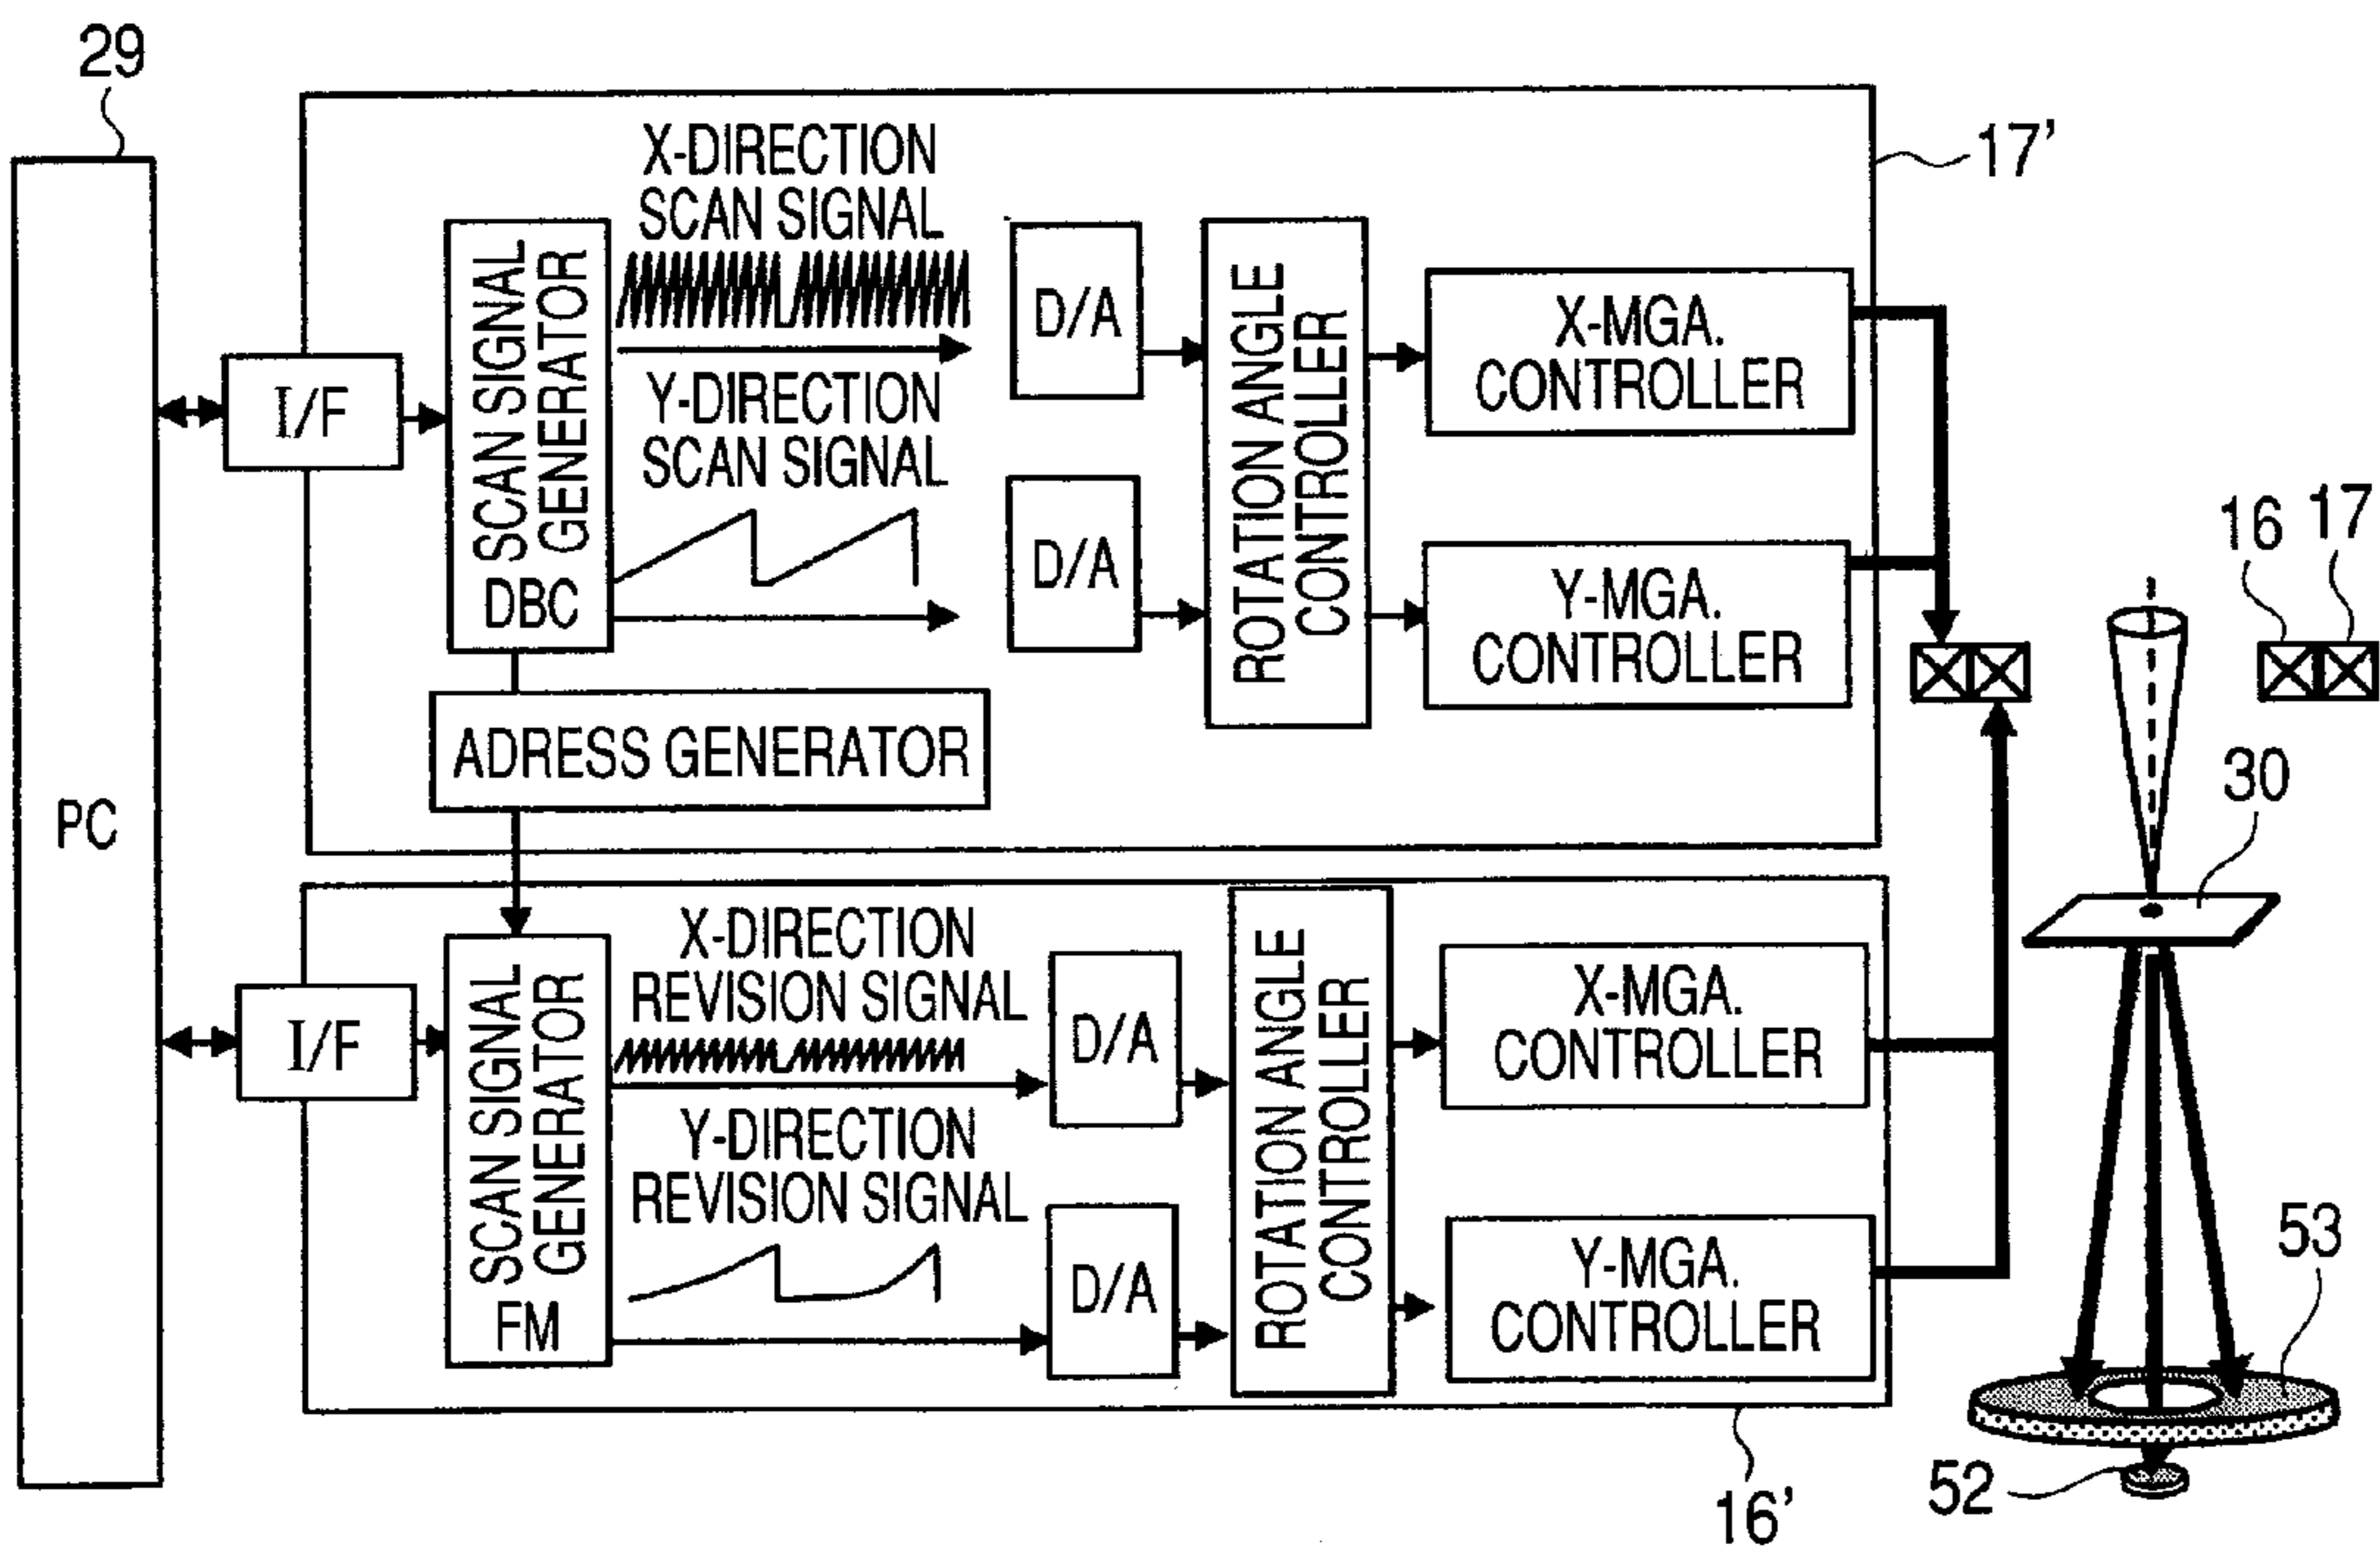 29
PC
17'
I/F
SCAN SIGNAL
GENERATOR
DBC
X-DIRECTION
SCAN SIGNAL
Y-DIRECTION
SCAN SIGNAL
D/A
D/A
ROTATION ANGLE
CONTROLLER
X-MGA.
CONTROLLER
Y-MGA.
CONTROLLER
ADRESS GENERATOR
16
17
30
I/F
SCAN SIGNAL
GENERATOR
FM
X-DIRECTION
REVISION SIGNAL
Y-DIRECTION
REVISION SIGNAL
D/A
D/A
ROTATION ANGLE
CONTROLLER
X-MGA.
CONTROLLER
Y-MGA.
CONTROLLER
16'
53
52